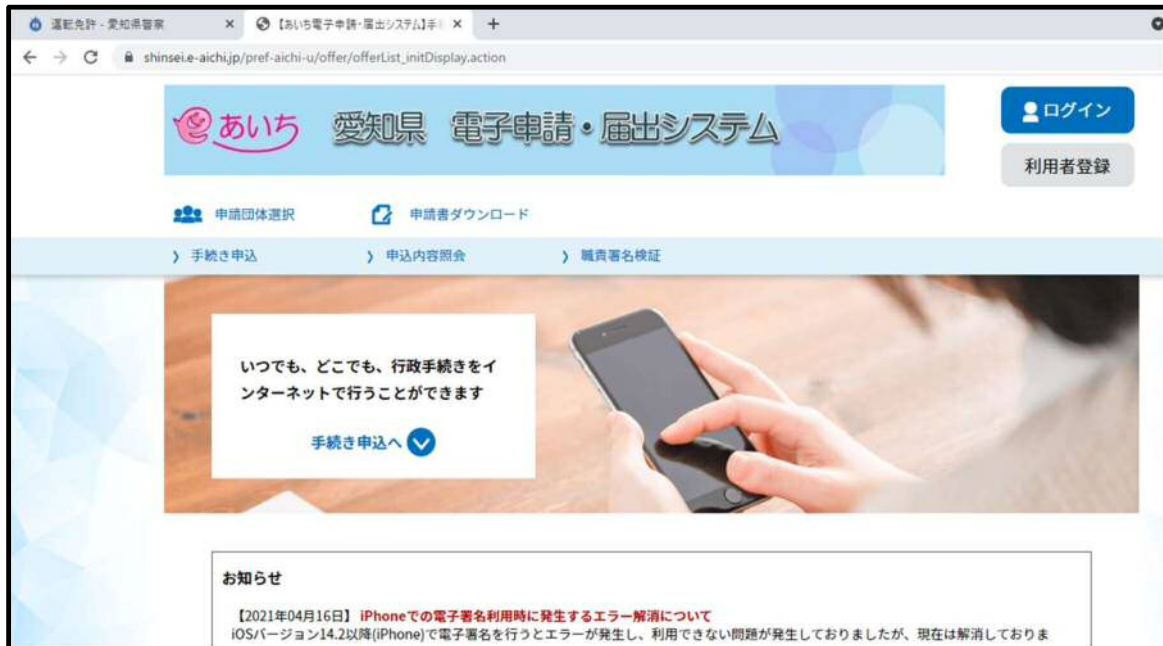 運転免許 - 愛知県警察
【あいち電子申請・届出システム】手
shinsei.e-aichi.jp/pref-aichi-u/offer/offerList_initDisplay.action
あいち 愛知県 電子申請・届出システム
ログイン
利用者登録
申請団体選択 申請書ダウンロード
手続き申込 申込内容照会 職責署名検証
いつでも、どこでも、行政手続きをイ
ンターネットで行うことができます
手続き申込へ
お知らせ
【2021年04月16日】 iPhoneでの電子署名利用時に発生するエラー解消について
iOSバージョン14.2以降(iPhone)で電子署名を行うとエラーが発生し、利用できない問題が発生しておりましたが、現在は解消しておりま